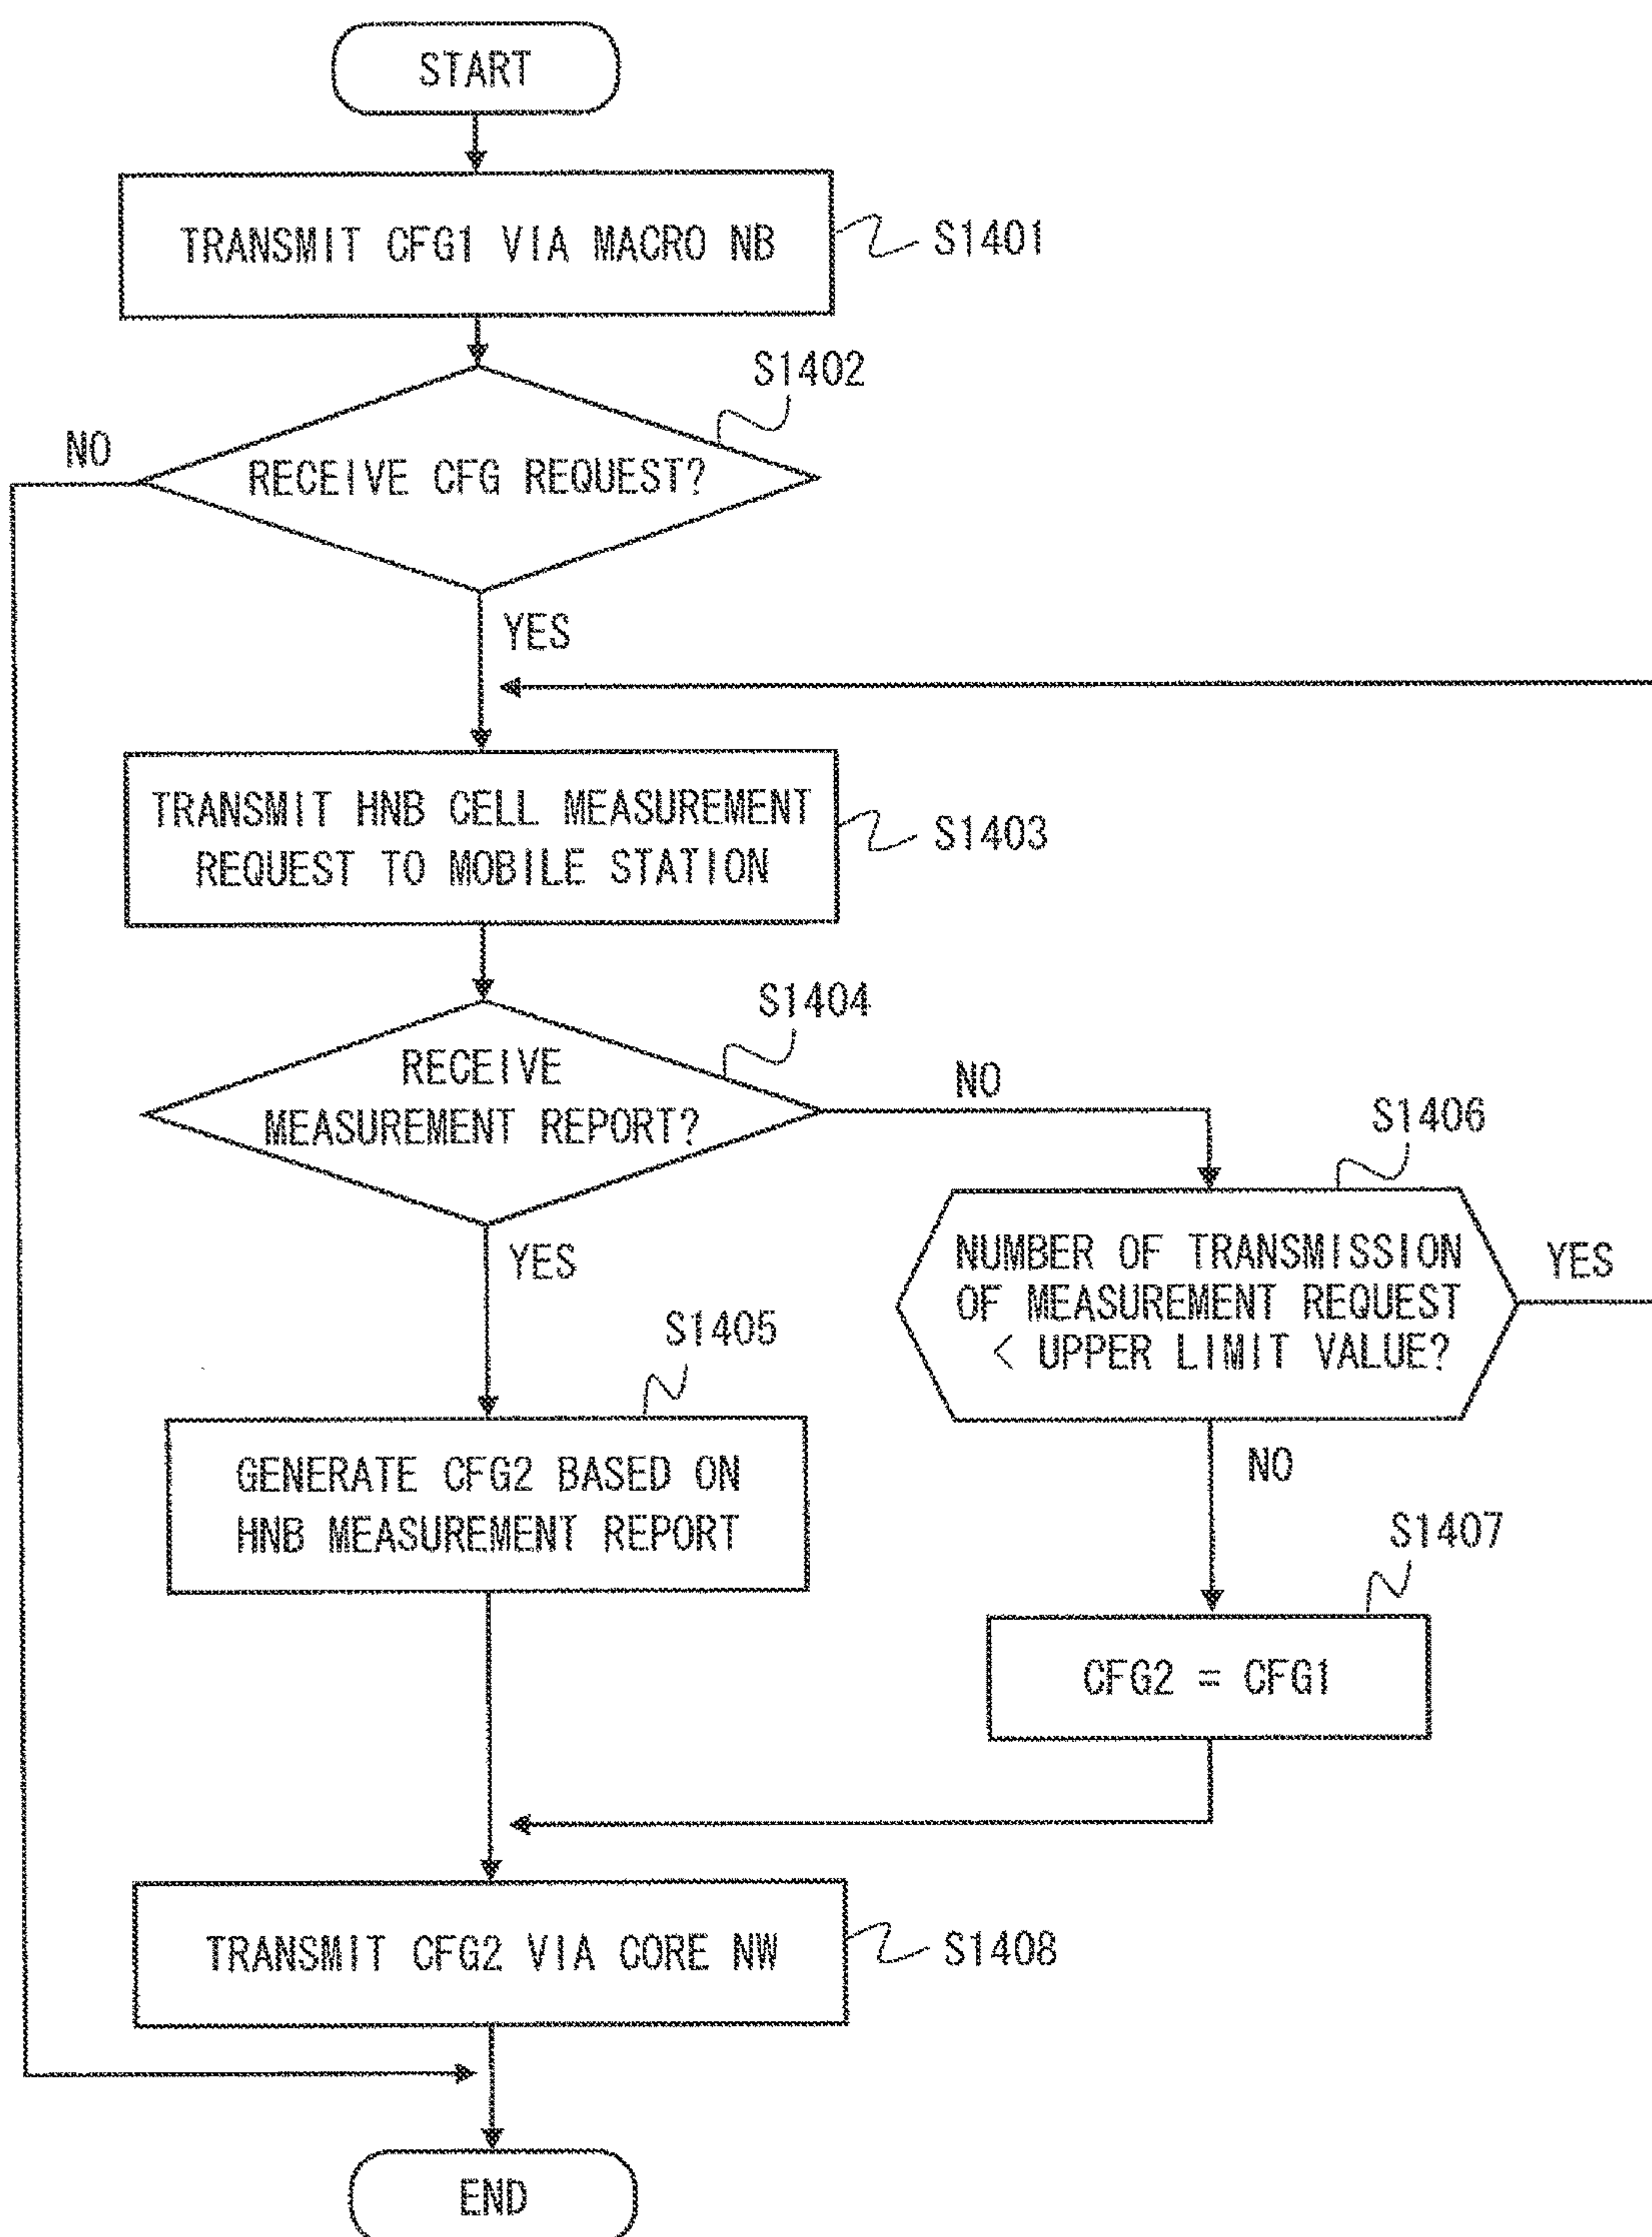 START
TRANSMIT CFG1 VIA MACRO NB
S1401
S1402
NO
RECEIVE CFG REQUEST?
YES
TRANSMIT HNB CELL MEASUREMENT
REQUEST TO MOBILE STATION
S1403
S1404
RECEIVE
MEASUREMENT REPORT?
NO
S1406
YES
NUMBER OF TRANSMISSION
OF MEASUREMENT REQUEST
< UPPER LIMIT VALUE?
YES
S1405
GENERATE CFG2 BASED ON
HNB MEASUREMENT REPORT
NO
S1407
CFG2 = CFG1
TRANSMIT CFG2 VIA CORE NW
S1408
END